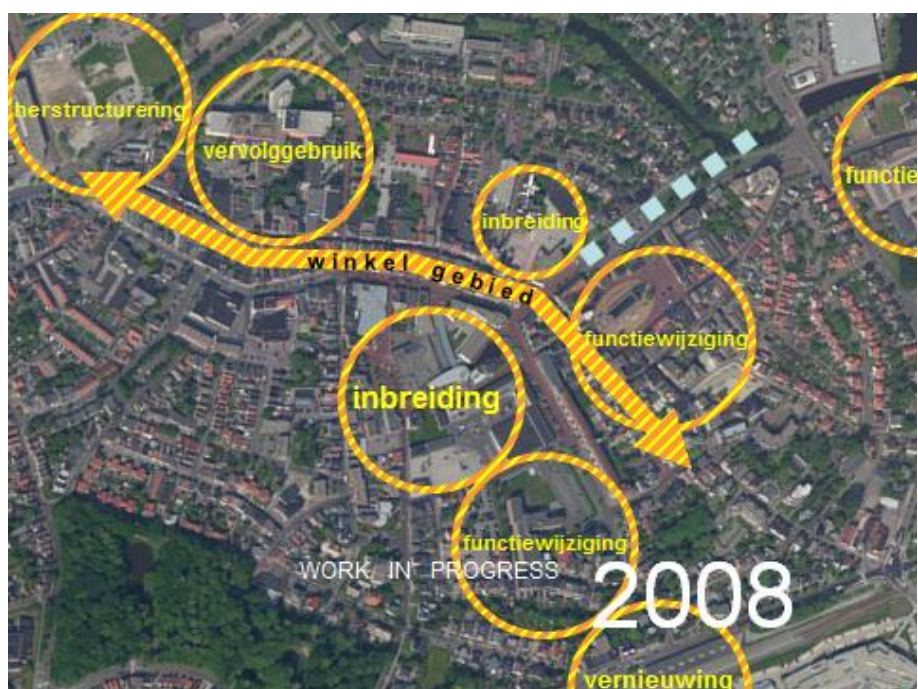 herstructurering
vervolggebruik
functie
inbreiding
winkel gebied
functiewijziging
inbreiding
functiewijziging
WORK IN PROGRESS
2008
vernieuwing